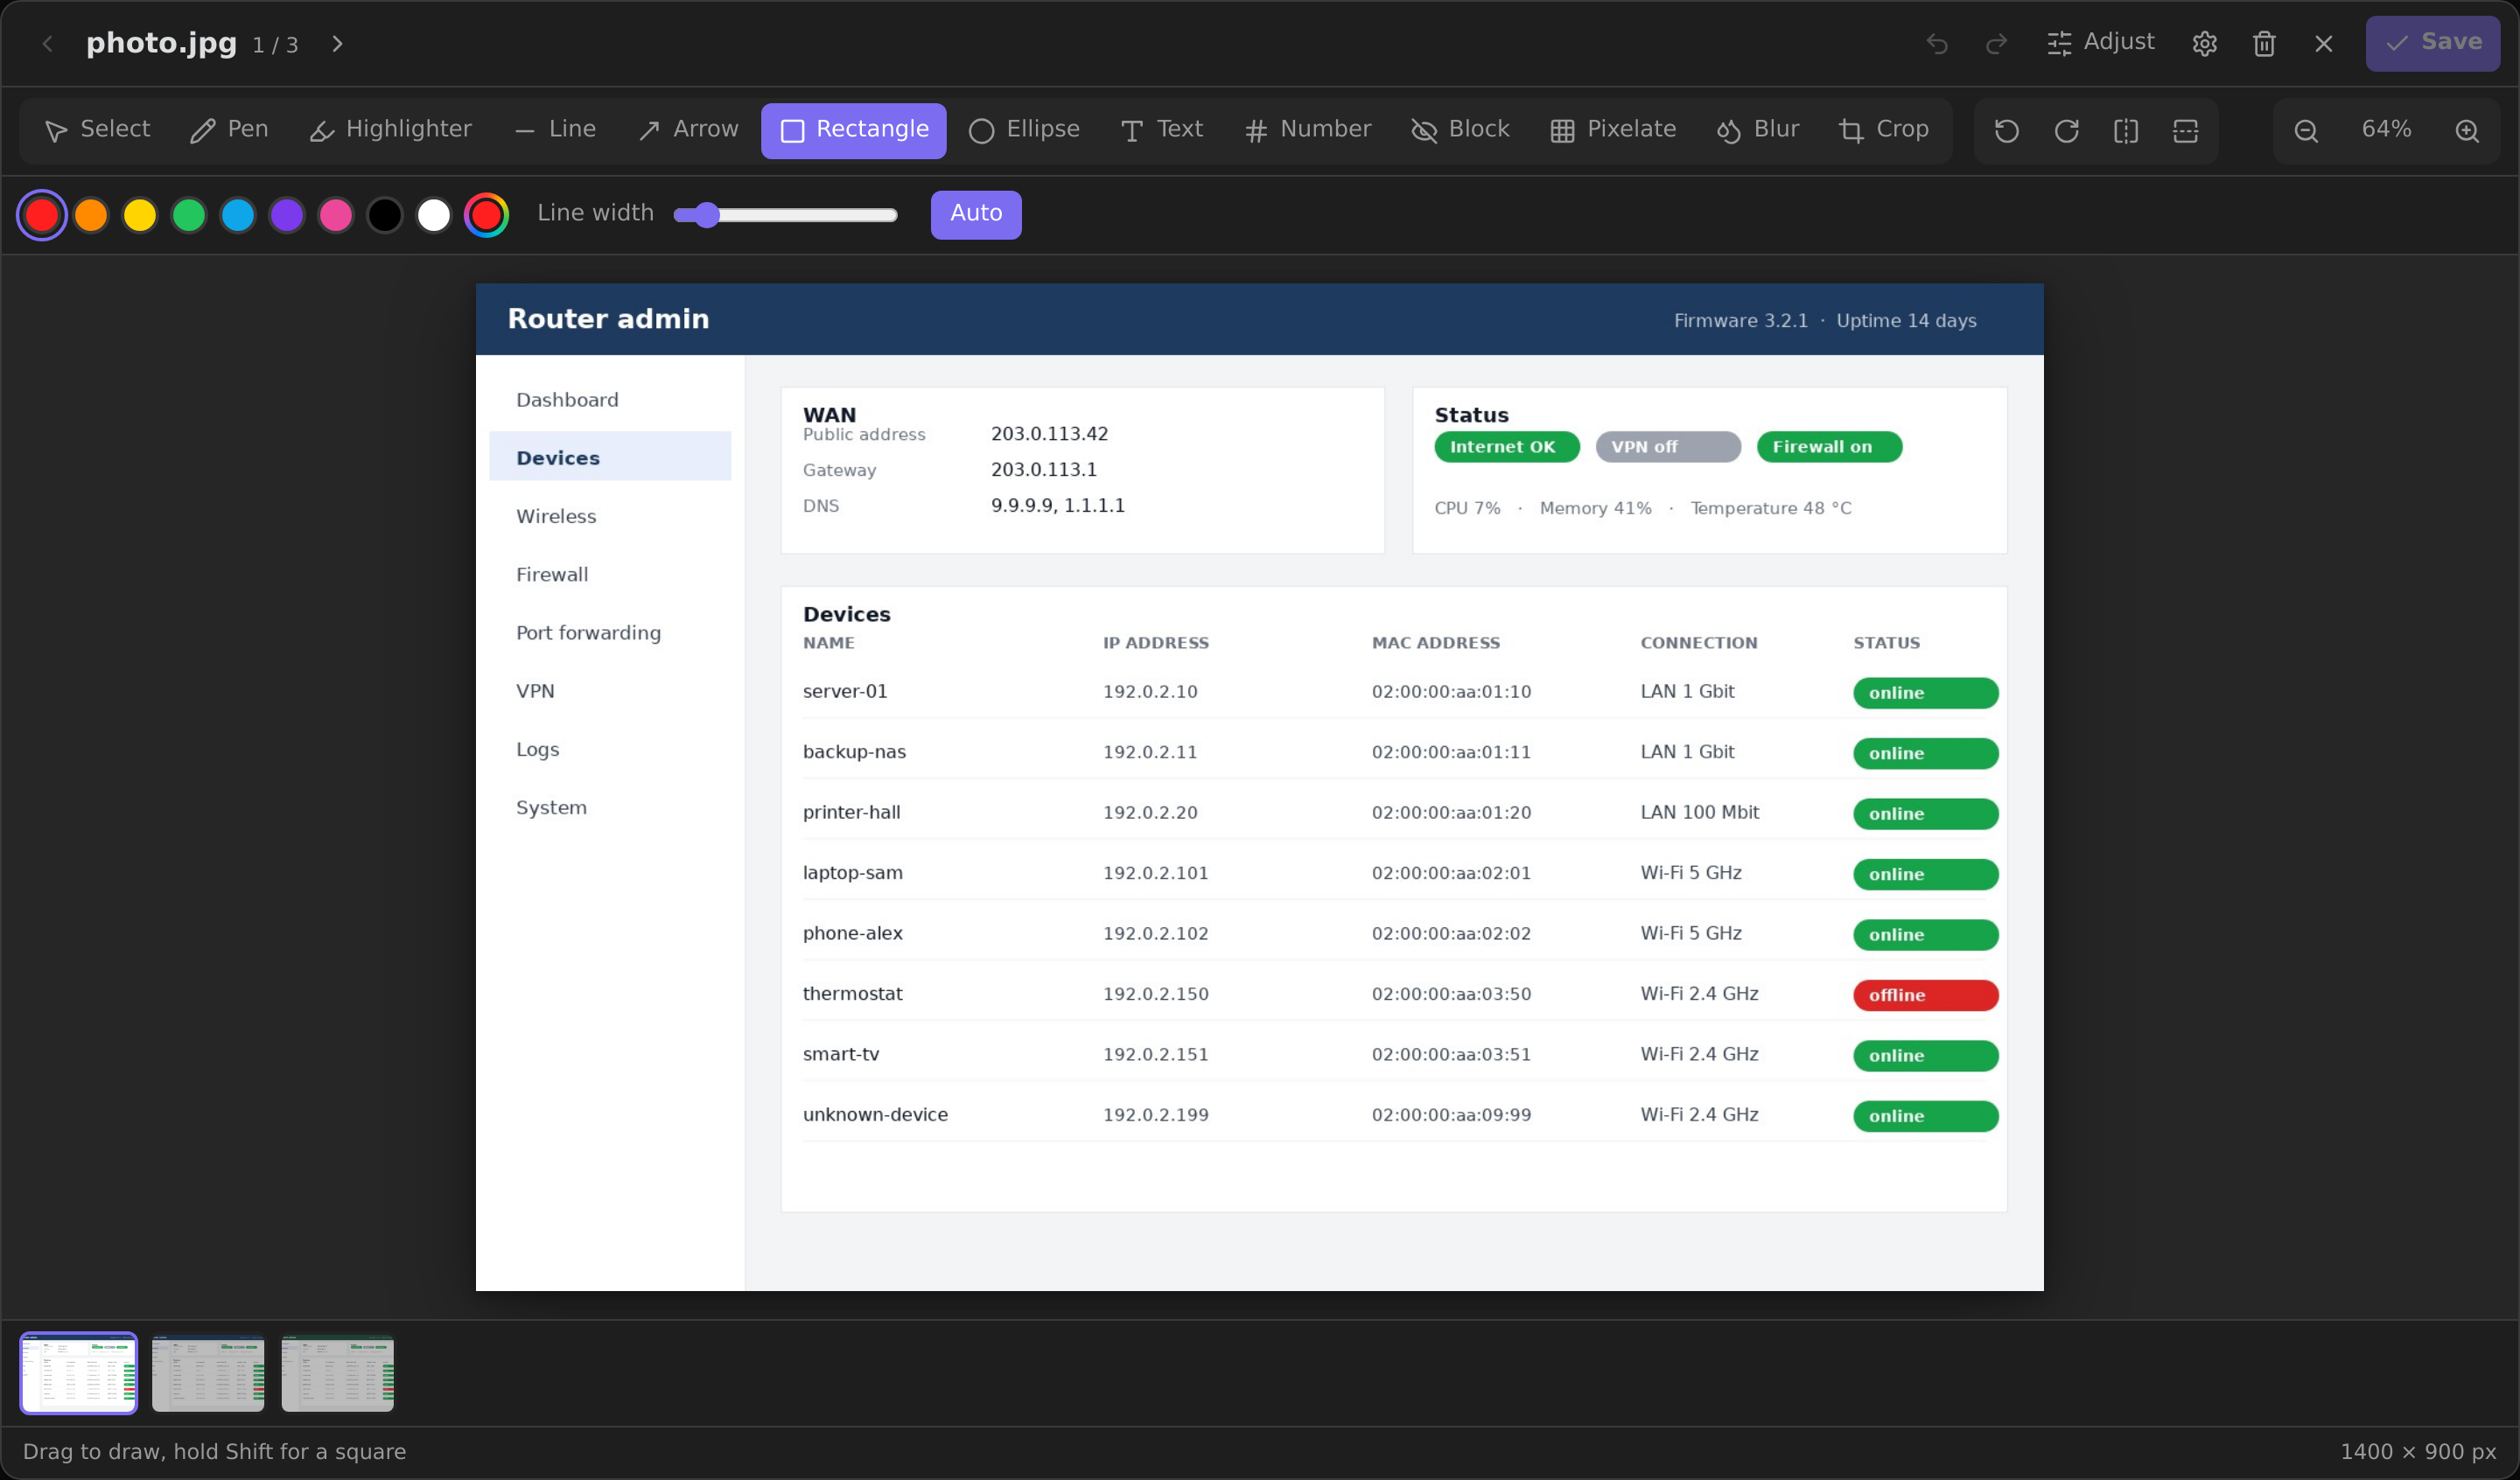 photo.jpg 1 / 3 Adjust Save
Select Pen Highlighter Line Arrow Rectangle Ellipse Text Number Block Pixelate Blur Crop 64%
Line width Auto
Router admin Firmware 3.2.1 · Uptime 14 days
Dashboard
Devices
Wireless
Firewall
Port forwarding
VPN
Logs
System
WAN
Public address 203.0.113.42
Gateway 203.0.113.1
DNS 9.9.9.9, 1.1.1.1
Status
Internet OK VPN off Firewall on
CPU 7% · Memory 41% · Temperature 48 °C
Devices
NAME IP ADDRESS MAC ADDRESS CONNECTION STATUS
server-01 192.0.2.10 02:00:00:aa:01:10 LAN 1 Gbit online
backup-nas 192.0.2.11 02:00:00:aa:01:11 LAN 1 Gbit online
printer-hall 192.0.2.20 02:00:00:aa:01:20 LAN 100 Mbit online
laptop-sam 192.0.2.101 02:00:00:aa:02:01 Wi-Fi 5 GHz online
phone-alex 192.0.2.102 02:00:00:aa:02:02 Wi-Fi 5 GHz online
thermostat 192.0.2.150 02:00:00:aa:03:50 Wi-Fi 2.4 GHz offline
smart-tv 192.0.2.151 02:00:00:aa:03:51 Wi-Fi 2.4 GHz online
unknown-device 192.0.2.199 02:00:00:aa:09:99 Wi-Fi 2.4 GHz online
Drag to draw, hold Shift for a square 1400 × 900 px